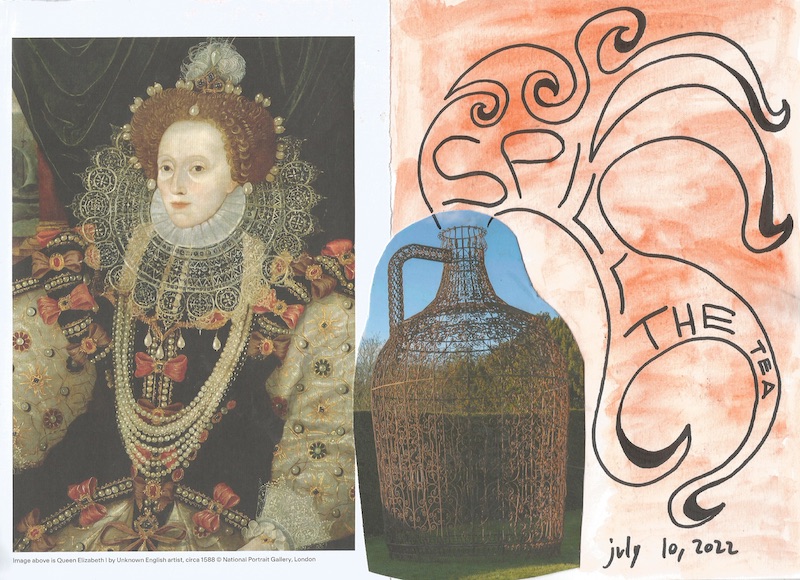 SPILL
THE
TEA
Image above is Queen Elizabeth I by Unknown English artist, circa 1588 © National Portrait Gallery, London
july 10, 2022